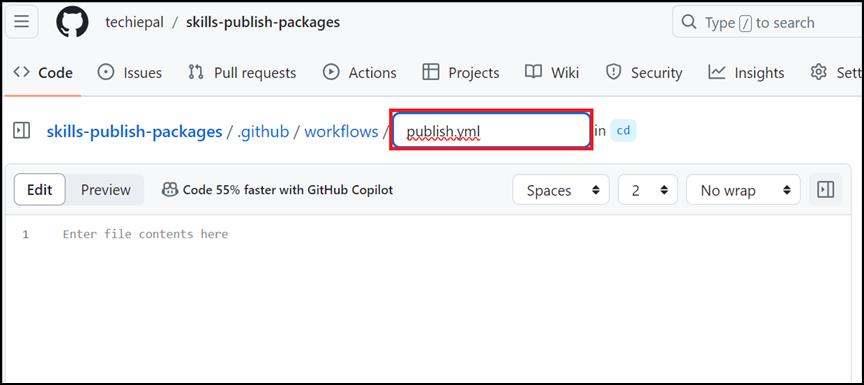 techiepal / skills-publish-packages
Type / to search
Code Issues Pull requests Actions Projects Wiki Security Insights Sett
skills-publish-packages / .github / workflows / publish.yml in cd
Edit Preview Code 55% faster with GitHub Copilot Spaces 2 No wrap
1 Enter file contents here